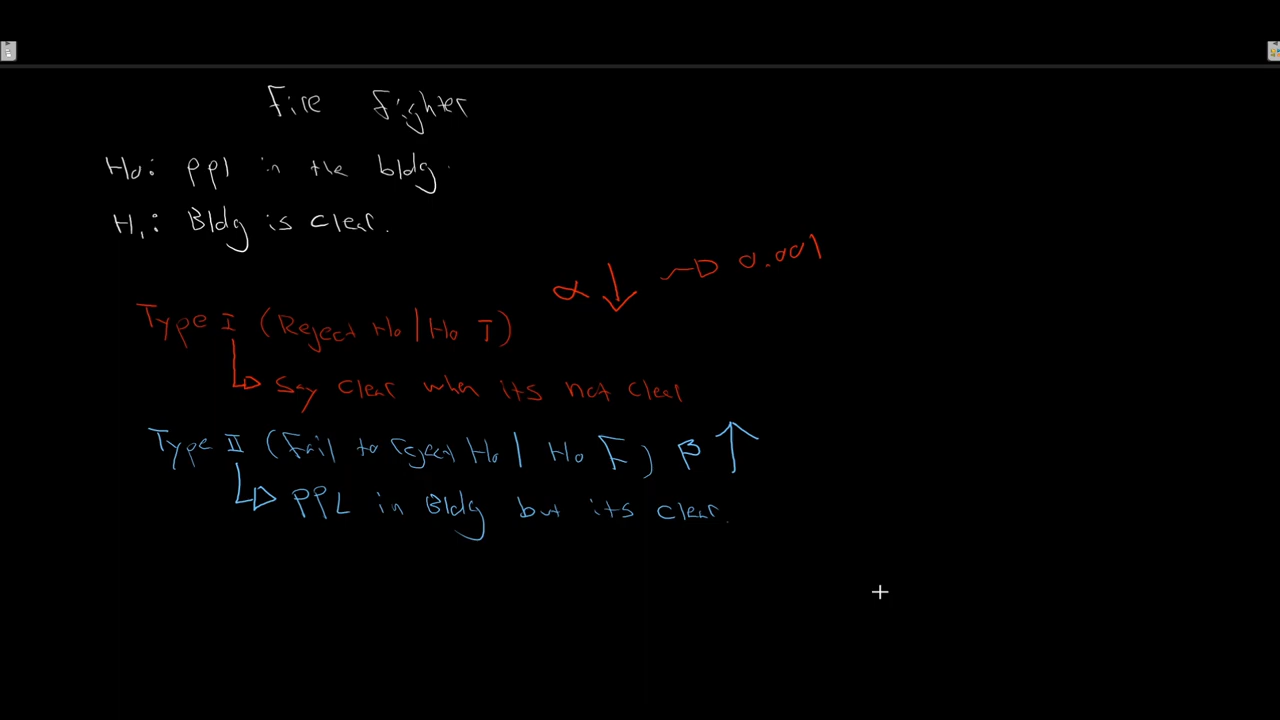 Fire Fighter
Ho: ppl in the bldg.
H1: Bldg is clear.
α ↓ → 0.001
Type I (Reject Ho | Ho T)
↳ Say Clear when its not clear
Type II (Fail to reject Ho | Ho F) β ↑
↳ PPL in Bldg but its clear.